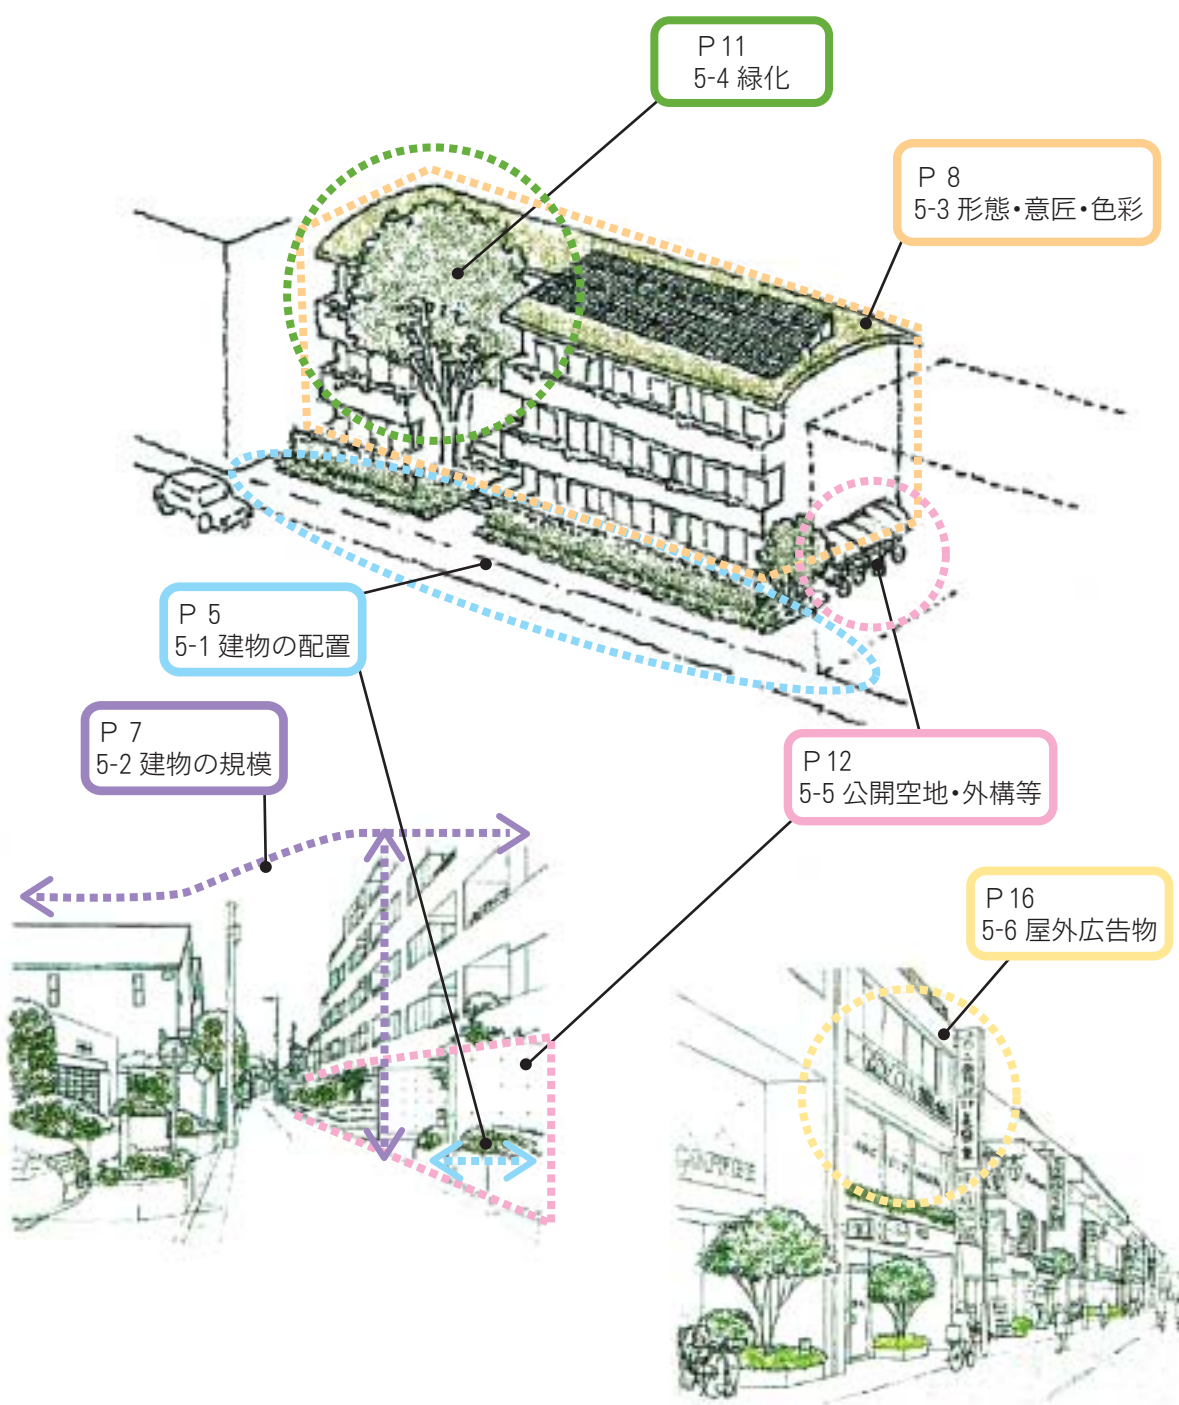 P 11
5-4 緑化
P 8
5-3 形態・意匠・色彩
P 5
5-1 建物の配置
P 7
5-2 建物の規模
P 12
5-5 公開空地・外構等
P 16
5-6 屋外広告物